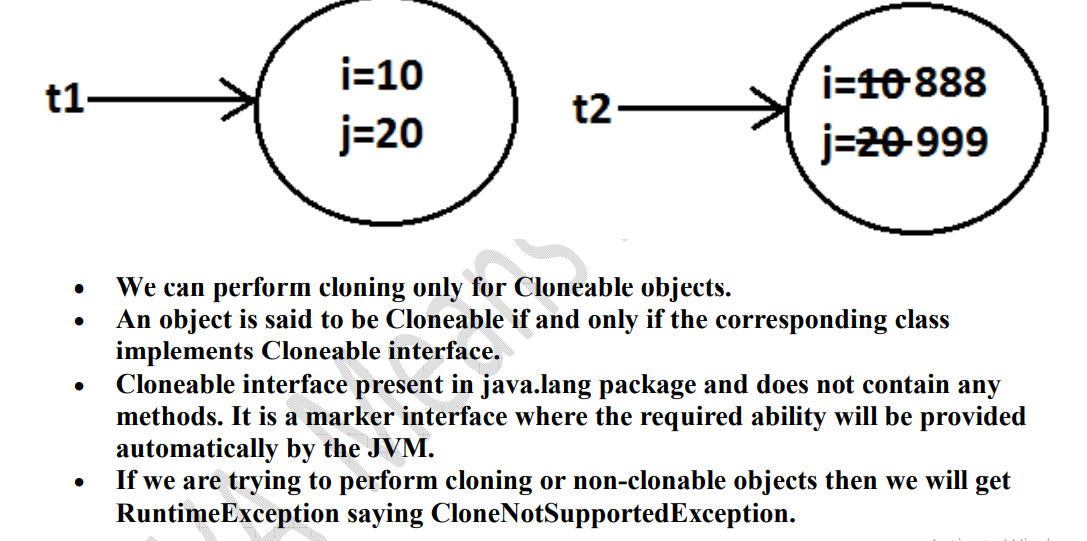 t1
i=10
j=20
t2
i=10 888
j=20 999
• We can perform cloning only for Cloneable objects.
• An object is said to be Cloneable if and only if the corresponding class
implements Cloneable interface.
• Cloneable interface present in java.lang package and does not contain any
methods. It is a marker interface where the required ability will be provided
automatically by the JVM.
• If we are trying to perform cloning or non-clonable objects then we will get
RuntimeException saying CloneNotSupportedException.
Means